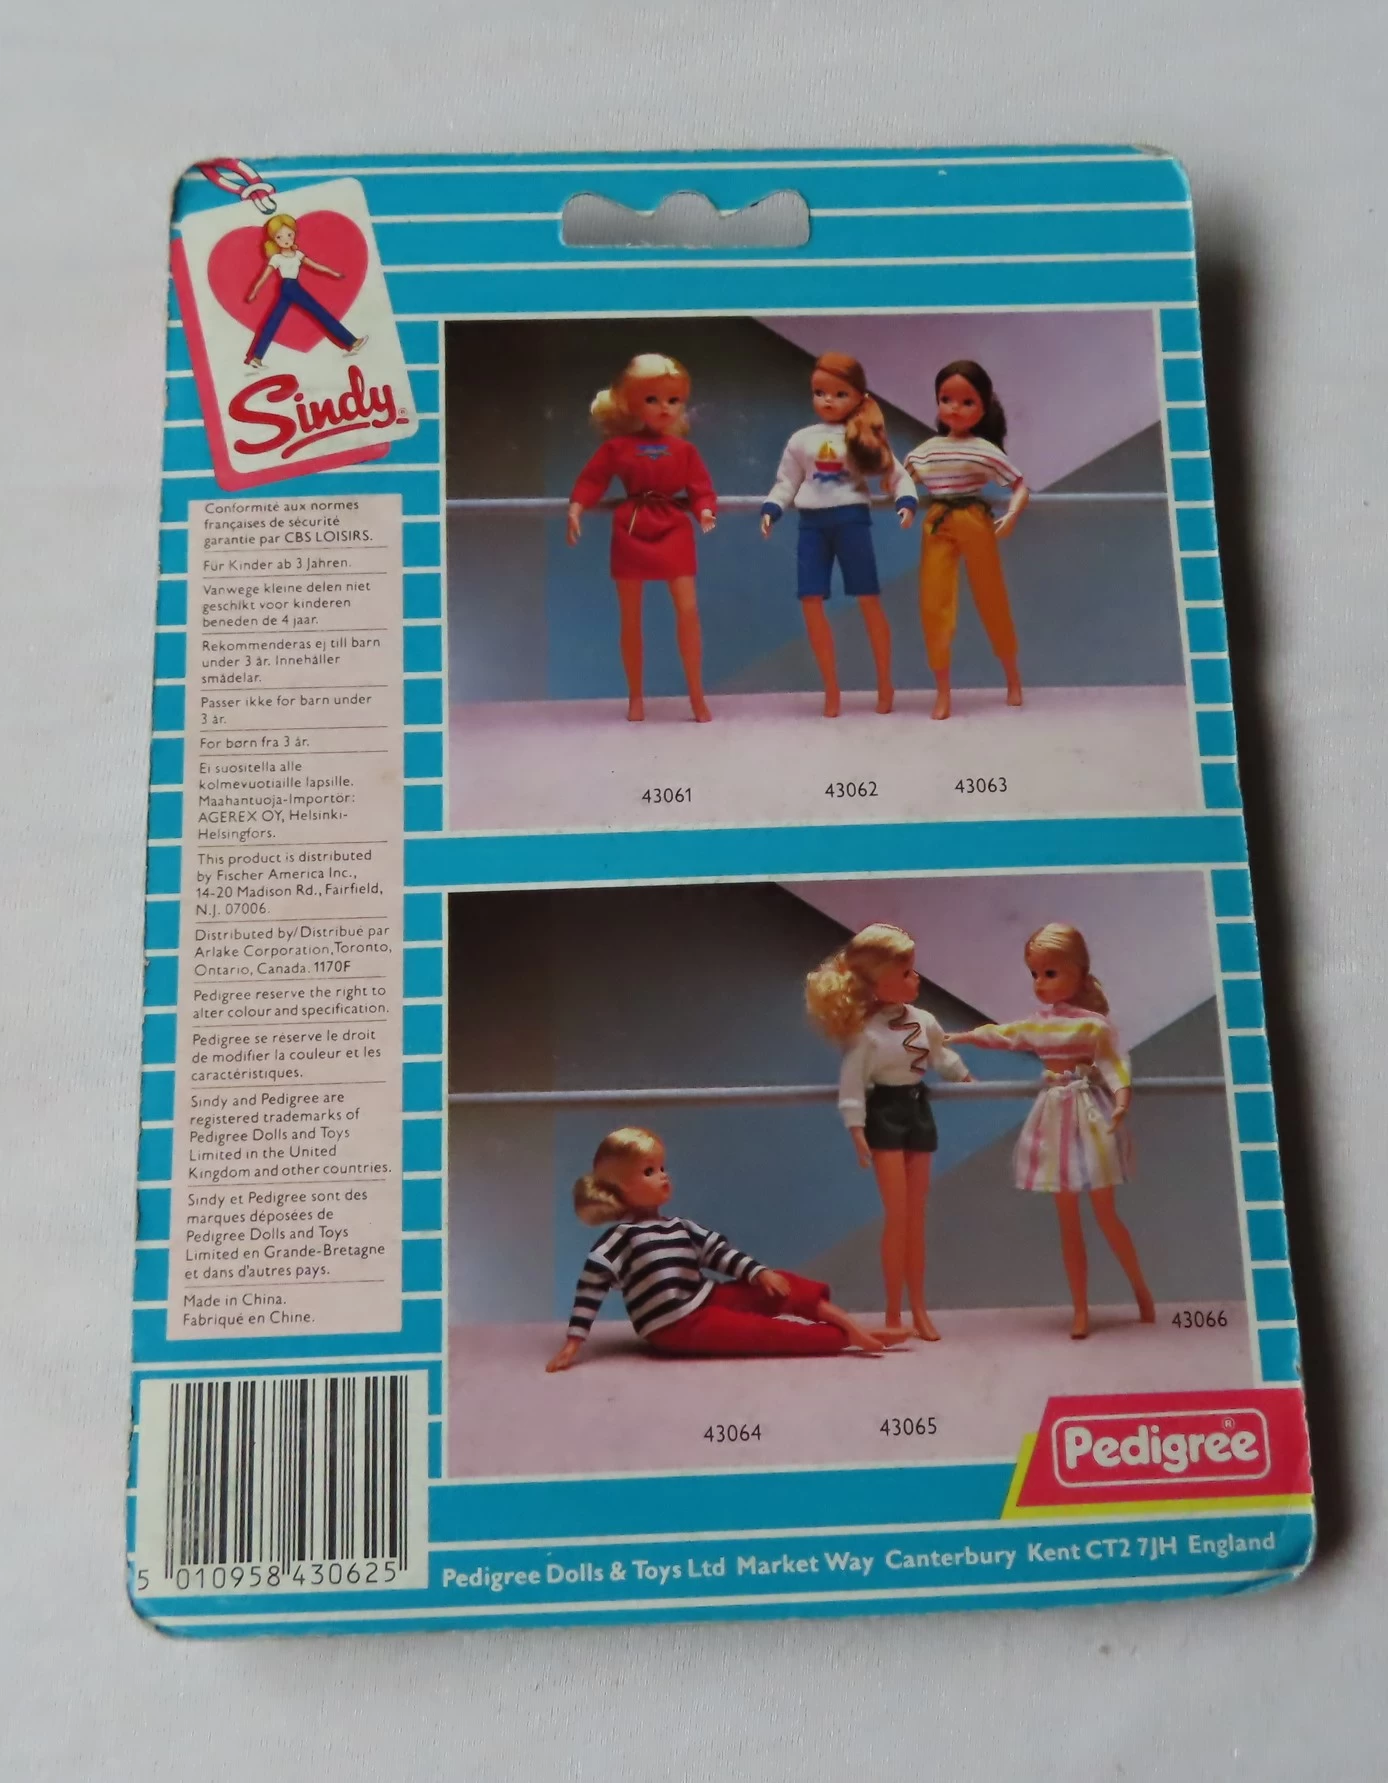 Sindy®
Conformité aux normes
françaises de sécurité
garantie par CBS LOISIRS.
Für Kinder ab 3 Jahren.
Vanwege kleine delen niet
geschikt voor kinderen
beneden de 4 jaar.
Rekommenderas ej till barn
under 3 år. Innehåller
smådelar.
Passer ikke for barn under
3 år.
For børn fra 3 år.
Ei suositella alle
kolmevuotiaille lapsille.
Maahantuoja-Importör:
AGEREX OY, Helsinki-
Helsingfors.
This product is distributed
by Fischer America Inc.,
14-20 Madison Rd., Fairfield,
N.J. 07006.
Distributed by/Distribué par
Arlake Corporation, Toronto,
Ontario, Canada. 1170F
Pedigree reserve the right to
alter colour and specification.
Pedigree se réserve le droit
de modifier la couleur et les
caractéristiques.
Sindy and Pedigree are
registered trademarks of
Pedigree Dolls and Toys
Limited in the United
Kingdom and other countries.
Sindy et Pedigree sont des
marques déposées de
Pedigree Dolls and Toys
Limited en Grande-Bretagne
et dans d'autres pays.
Made in China.
Fabriqué en Chine.
5 010958 430625
43061 43062 43063
43066
43064 43065
Pedigree®
Pedigree Dolls & Toys Ltd Market Way Canterbury Kent CT2 7JH England